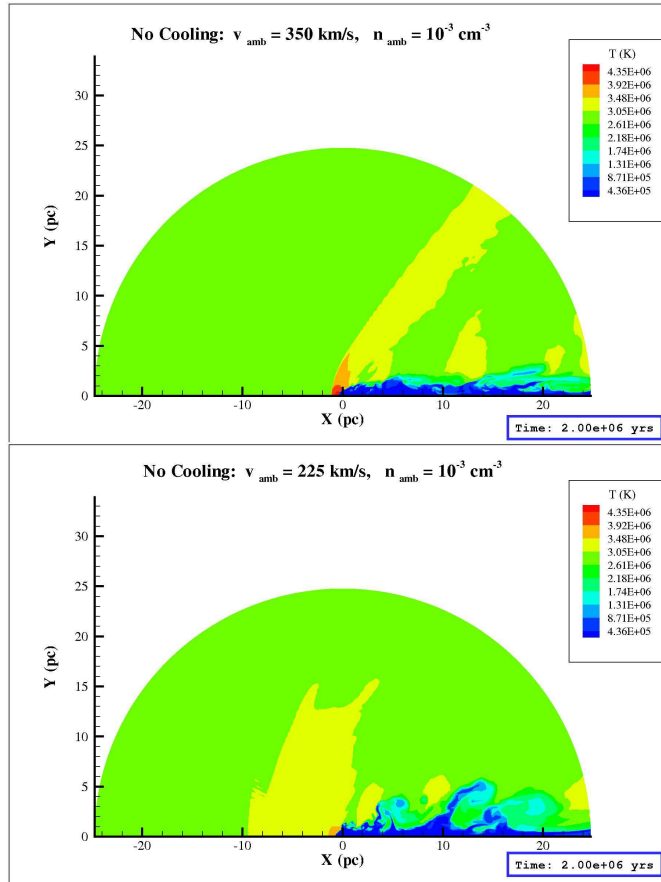 No Cooling: v amb = 350 km/s, n amb = 10-3 cm-3
T (K)
4.35E+06
3.92E+06
3.48E+06
3.05E+06
2.61E+06
2.18E+06
1.74E+06
1.31E+06
8.71E+05
4.36E+05
Y (pc)
30
25
20
15
10
5
0
-20
-10
0
10
20
X (pc)
Time: 2.00e+06 yrs
No Cooling: v amb = 225 km/s, n amb = 10-3 cm-3
T (K)
4.35E+06
3.92E+06
3.48E+06
3.05E+06
2.61E+06
2.18E+06
1.74E+06
1.31E+06
8.71E+05
4.36E+05
Y (pc)
30
25
20
15
10
5
0
-20
-10
0
10
20
X (pc)
Time: 2.00e+06 yrs